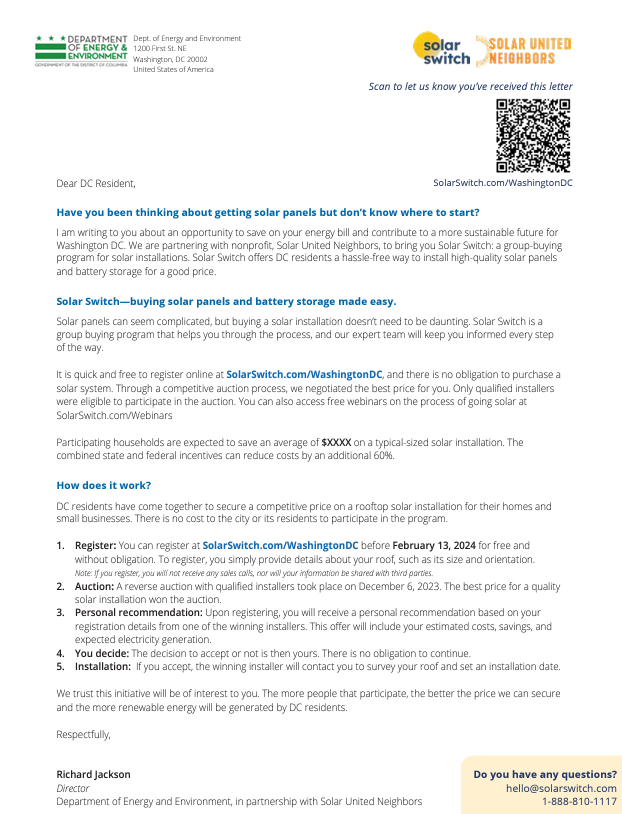 DEPARTMENT
OF ENERGY &
ENVIRONMENT
GOVERNMENT OF THE DISTRICT OF COLUMBIA
Dept. of Energy and Environment
1200 First St. NE
Washington, DC 20002
United States of America
solar
switch
SOLAR UNITED
NEIGHBORS
Scan to let us know you've received this letter
SolarSwitch.com/WashingtonDC
Dear DC Resident,
Have you been thinking about getting solar panels but don't know where to start?
I am writing to you about an opportunity to save on your energy bill and contribute to a more sustainable future for
Washington DC. We are partnering with nonprofit, Solar United Neighbors, to bring you Solar Switch: a group-buying
program for solar installations. Solar Switch offers DC residents a hassle-free way to install high-quality solar panels
and battery storage for a good price.
Solar Switch—buying solar panels and battery storage made easy.
Solar panels can seem complicated, but buying a solar installation doesn't need to be daunting. Solar Switch is a
group buying program that helps you through the process, and our expert team will keep you informed every step
of the way.
It is quick and free to register online at SolarSwitch.com/WashingtonDC, and there is no obligation to purchase a
solar system. Through a competitive auction process, we negotiated the best price for you. Only qualified installers
were eligible to participate in the auction. You can also access free webinars on the process of going solar at
SolarSwitch.com/Webinars
Participating households are expected to save an average of $XXXX on a typical-sized solar installation. The
combined state and federal incentives can reduce costs by an additional 60%.
How does it work?
DC residents have come together to secure a competitive price on a rooftop solar installation for their homes and
small businesses. There is no cost to the city or its residents to participate in the program.
1. Register: You can register at SolarSwitch.com/WashingtonDC before February 13, 2024 for free and
without obligation. To register, you simply provide details about your roof, such as its size and orientation.
Note: If you register, you will not receive any sales calls, nor will your information be shared with third parties.
2. Auction: A reverse auction with qualified installers took place on December 6, 2023. The best price for a quality
solar installation won the auction.
3. Personal recommendation: Upon registering, you will receive a personal recommendation based on your
registration details from one of the winning installers. This offer will include your estimated costs, savings, and
expected electricity generation.
4. You decide: The decision to accept or not is then yours. There is no obligation to continue.
5. Installation: If you accept, the winning installer will contact you to survey your roof and set an installation date.
We trust this initiative will be of interest to you. The more people that participate, the better the price we can secure
and the more renewable energy will be generated by DC residents.
Respectfully,
Richard Jackson
Director
Department of Energy and Environment, in partnership with Solar United Neighbors
Do you have any questions?
hello@solarswitch.com
1-888-810-1117